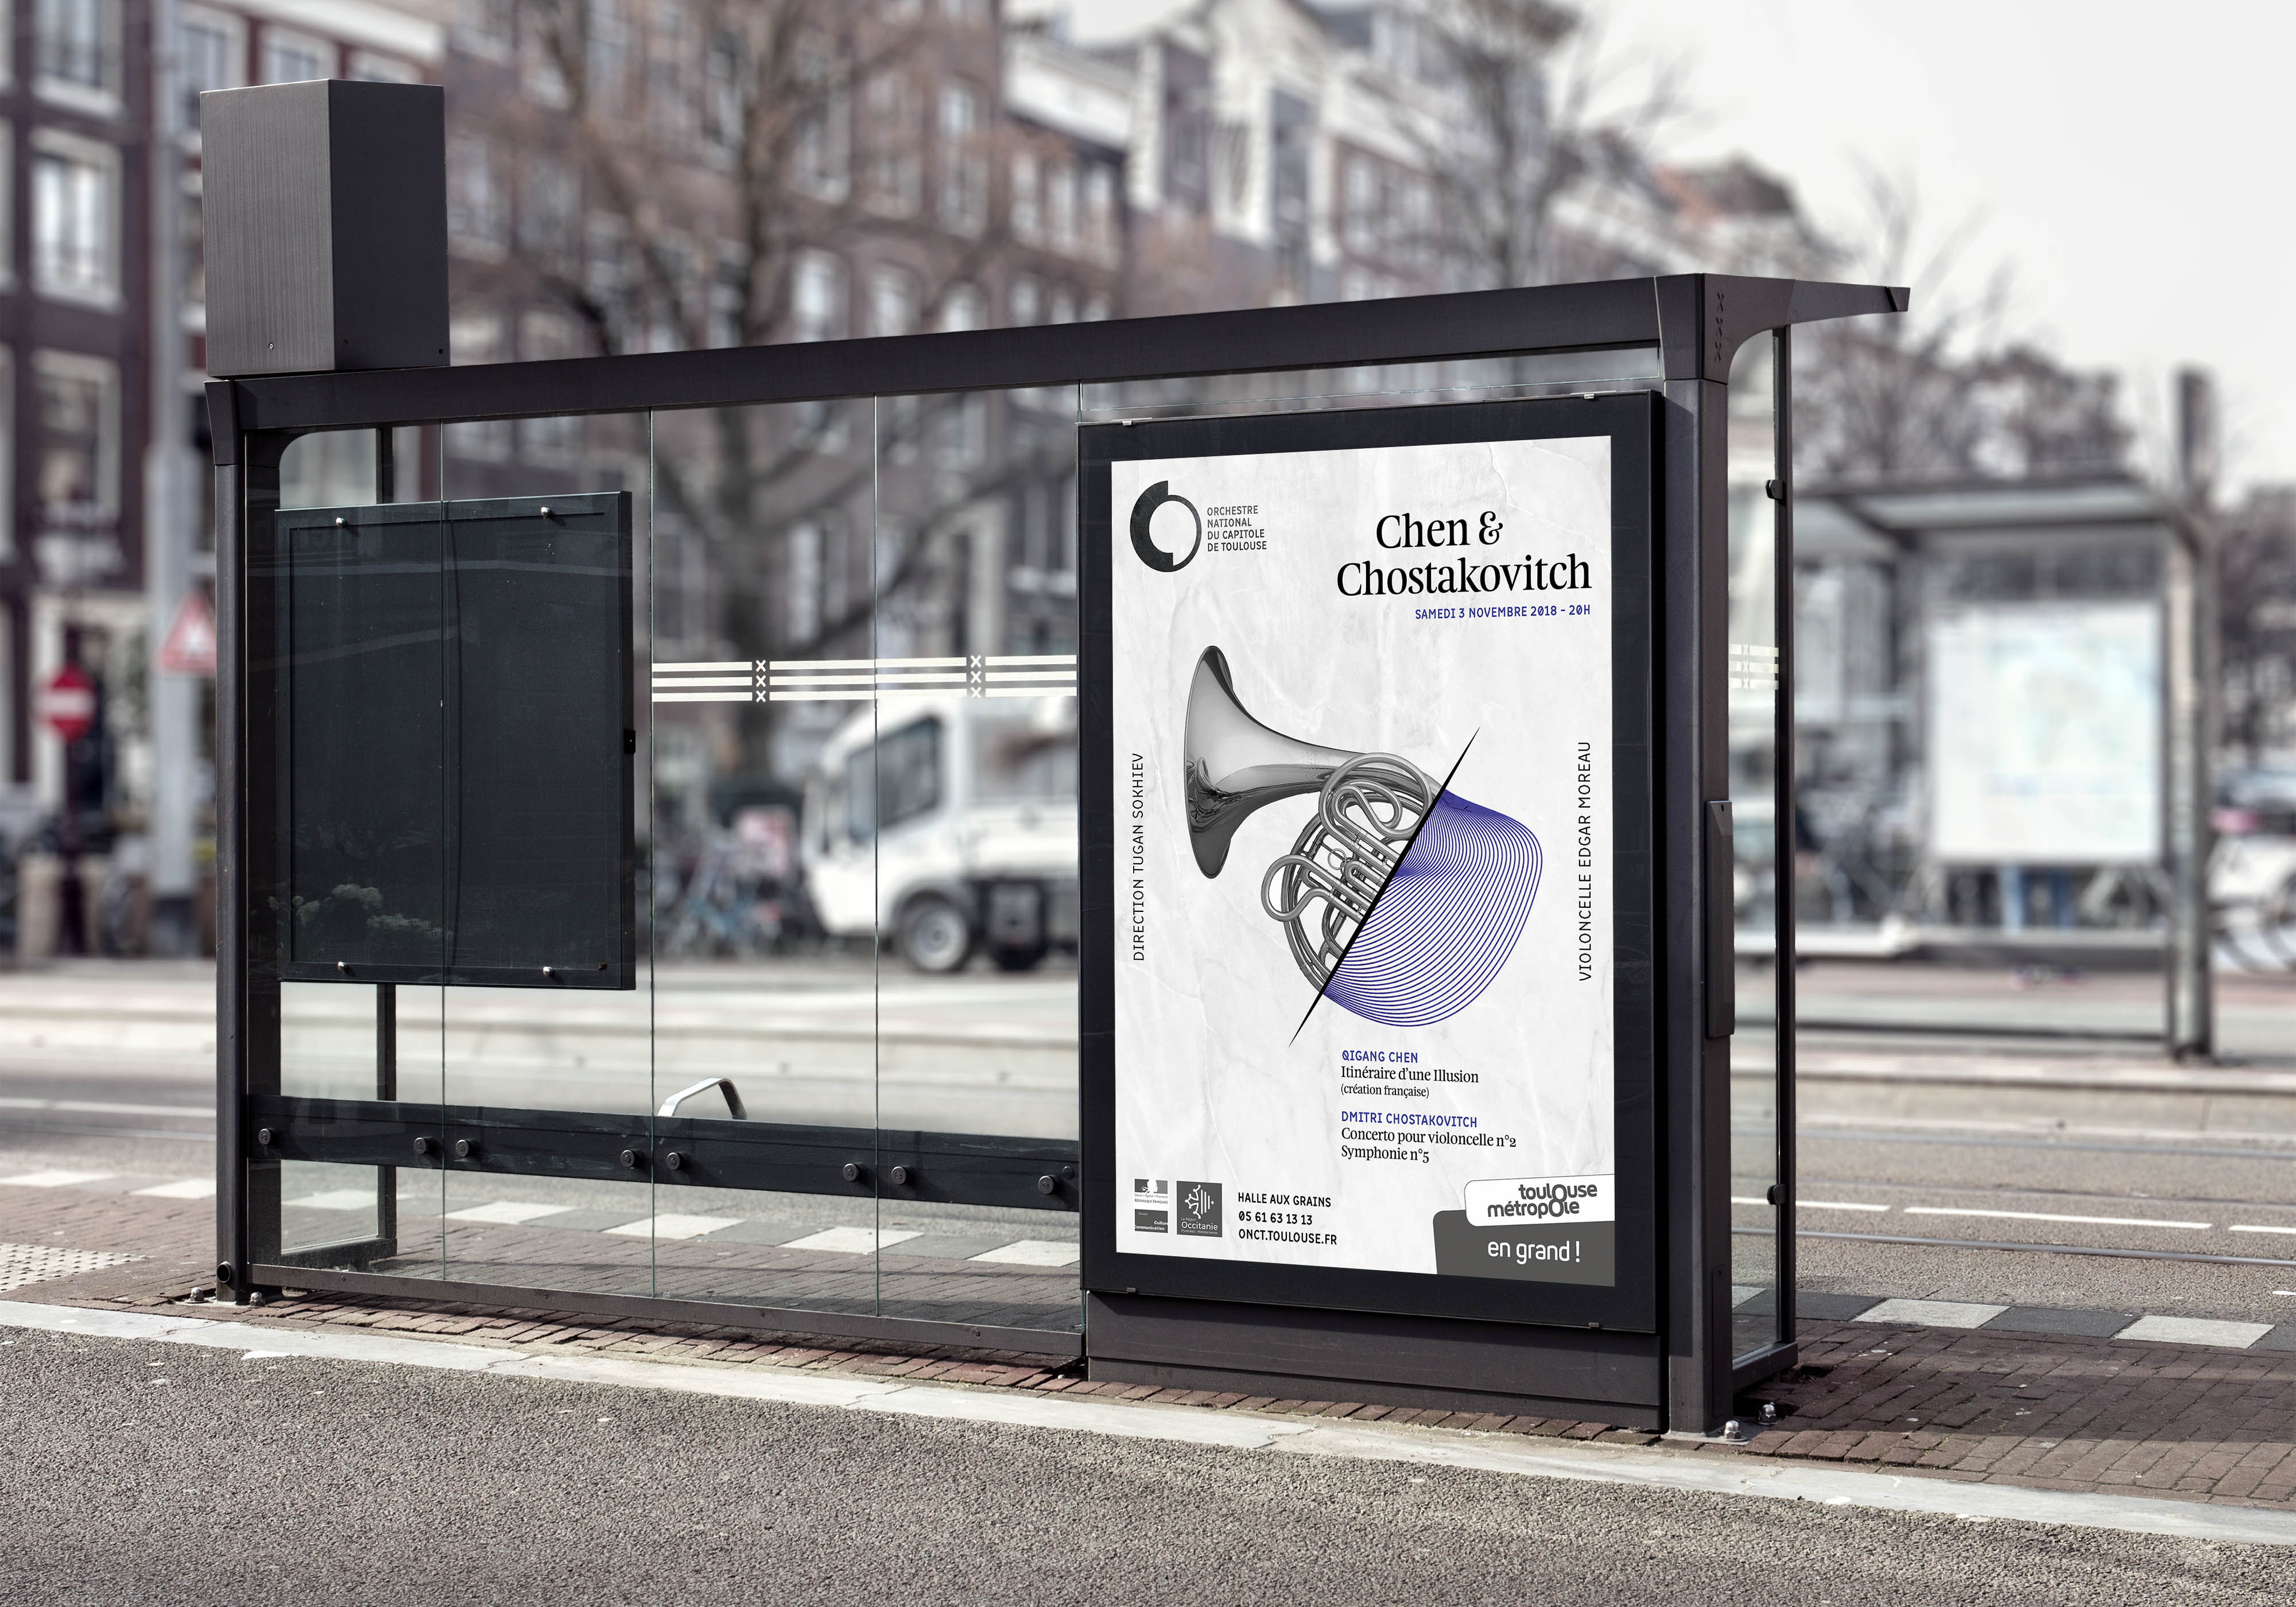 ORCHESTRE
NATIONAL
DU CAPITOLE
DE TOULOUSE
Chen &
Chostakovitch
SAMEDI 3 NOVEMBRE 2018 - 20H
DIRECTION TUGAN SOKHIEV
VIOLONCELLE EDGAR MOREAU
QIGANG CHEN
Itinéraire d'une Illusion
(création française)
DMITRI CHOSTAKOVITCH
Concerto pour violoncelle n°2
Symphonie n°5
Occitanie
HALLE AUX GRAINS
05 61 63 13 13
ONCT.TOULOUSE.FR
toulouse
métropole
en grand !